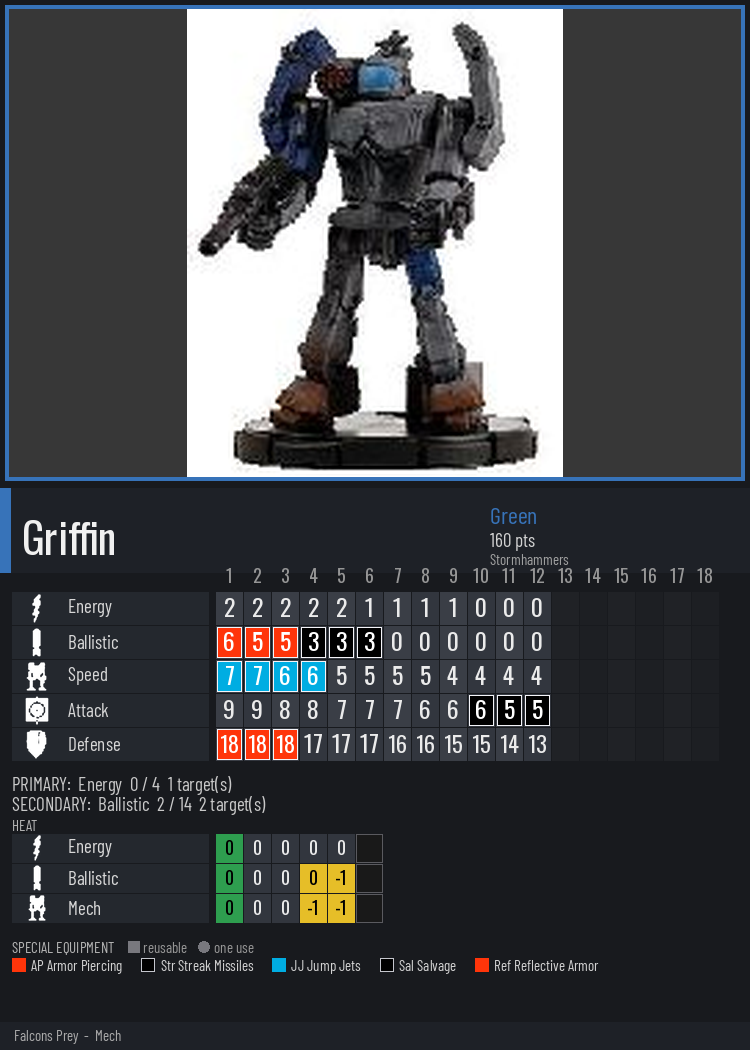 Griffin
Green
160 pts
Stormhammers
1 2 3 4 5 6 7 8 9 10 11 12 13 14 15 16 17 18
Energy 2 2 2 2 2 1 1 1 1 0 0 0
Ballistic 6 5 5 3 3 3 0 0 0 0 0 0
Speed 7 7 6 6 5 5 5 5 4 4 4 4
Attack 9 9 8 8 7 7 7 6 6 6 5 5
Defense 18 18 18 17 17 17 16 16 15 15 14 13
PRIMARY: Energy 0 / 4 1 target(s)
SECONDARY: Ballistic 2 / 14 2 target(s)
HEAT
Energy 0 0 0 0 0
Ballistic 0 0 0 0 -1
Mech 0 0 0 -1 -1
SPECIAL EQUIPMENT reusable one use
AP Armor Piercing Str Streak Missiles JJ Jump Jets Sal Salvage Ref Reflective Armor
Falcons Prey - Mech